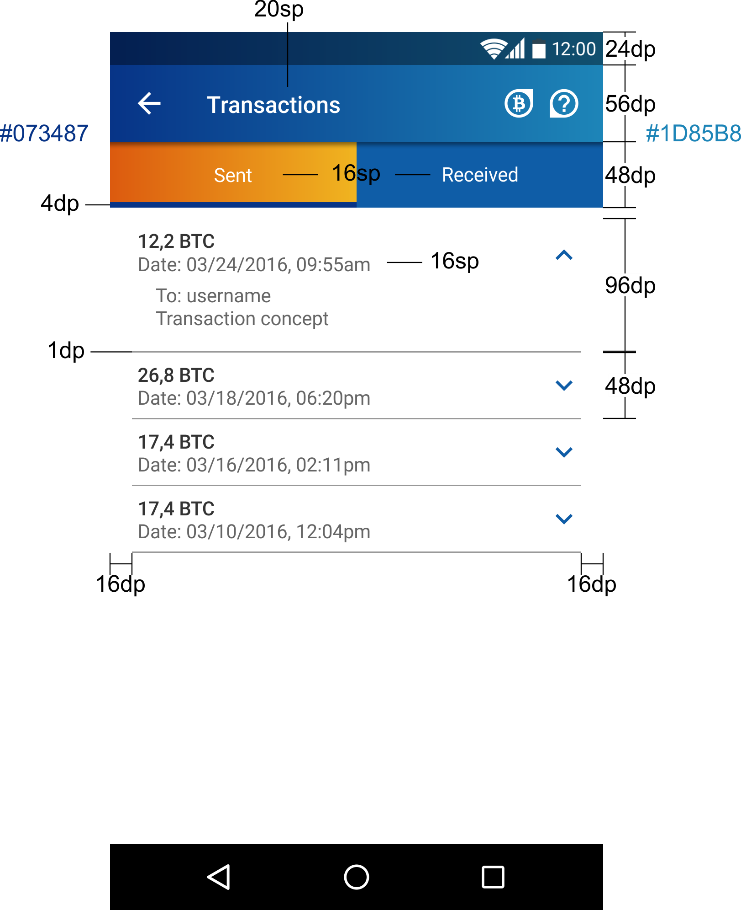 20sp
12:00
24dp
Transactions
56dp
#073487
#1D85B8
Sent
16sp
Received
48dp
4dp
12,2 BTC
Date: 03/24/2016, 09:55am
16sp
96dp
To: username
Transaction concept
1dp
26,8 BTC
Date: 03/18/2016, 06:20pm
48dp
17,4 BTC
Date: 03/16/2016, 02:11pm
17,4 BTC
Date: 03/10/2016, 12:04pm
16dp
16dp